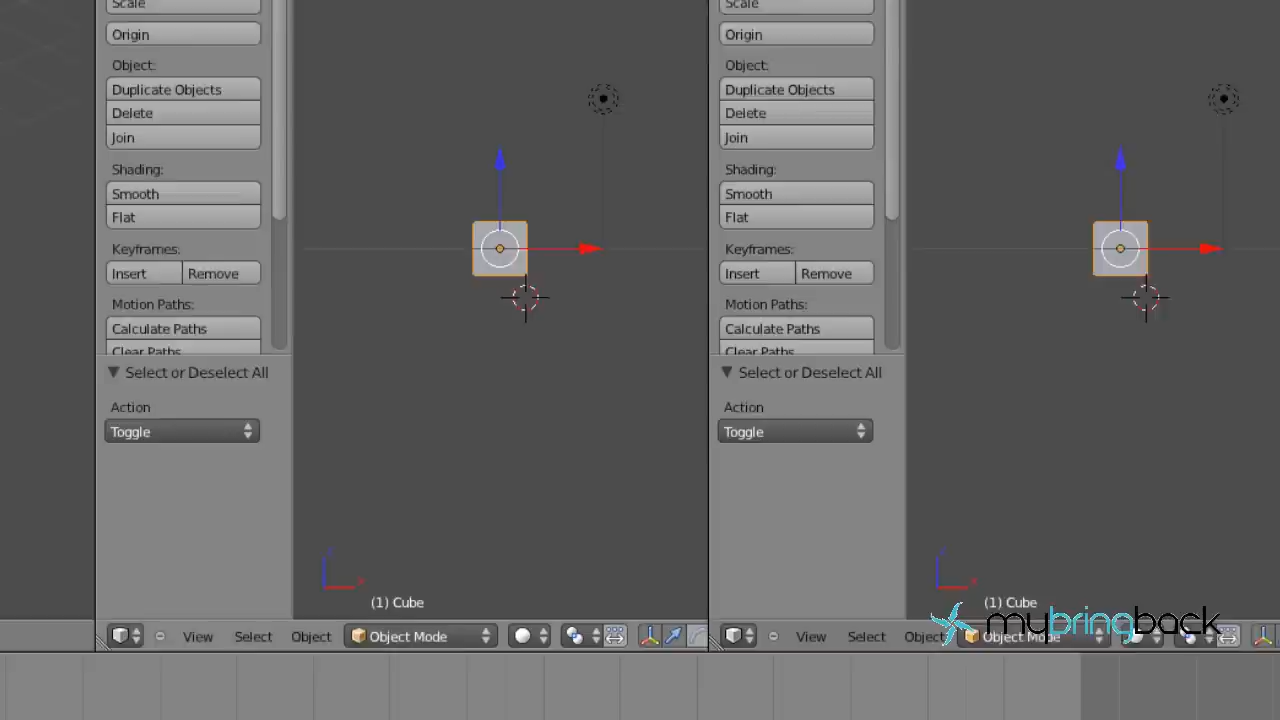 Scale
Origin
Object:
Duplicate Objects
Delete
Join
Shading:
Smooth
Flat
Keyframes:
Insert Remove
Motion Paths:
Calculate Paths
Clear Paths
Select or Deselect All
Action
Toggle
(1) Cube
View Select Object Object Mode
Scale
Origin
Object:
Duplicate Objects
Delete
Join
Shading:
Smooth
Flat
Keyframes:
Insert Remove
Motion Paths:
Calculate Paths
Clear Paths
Select or Deselect All
Action
Toggle
(1) Cube
View Select Object Object Mode
mybringback